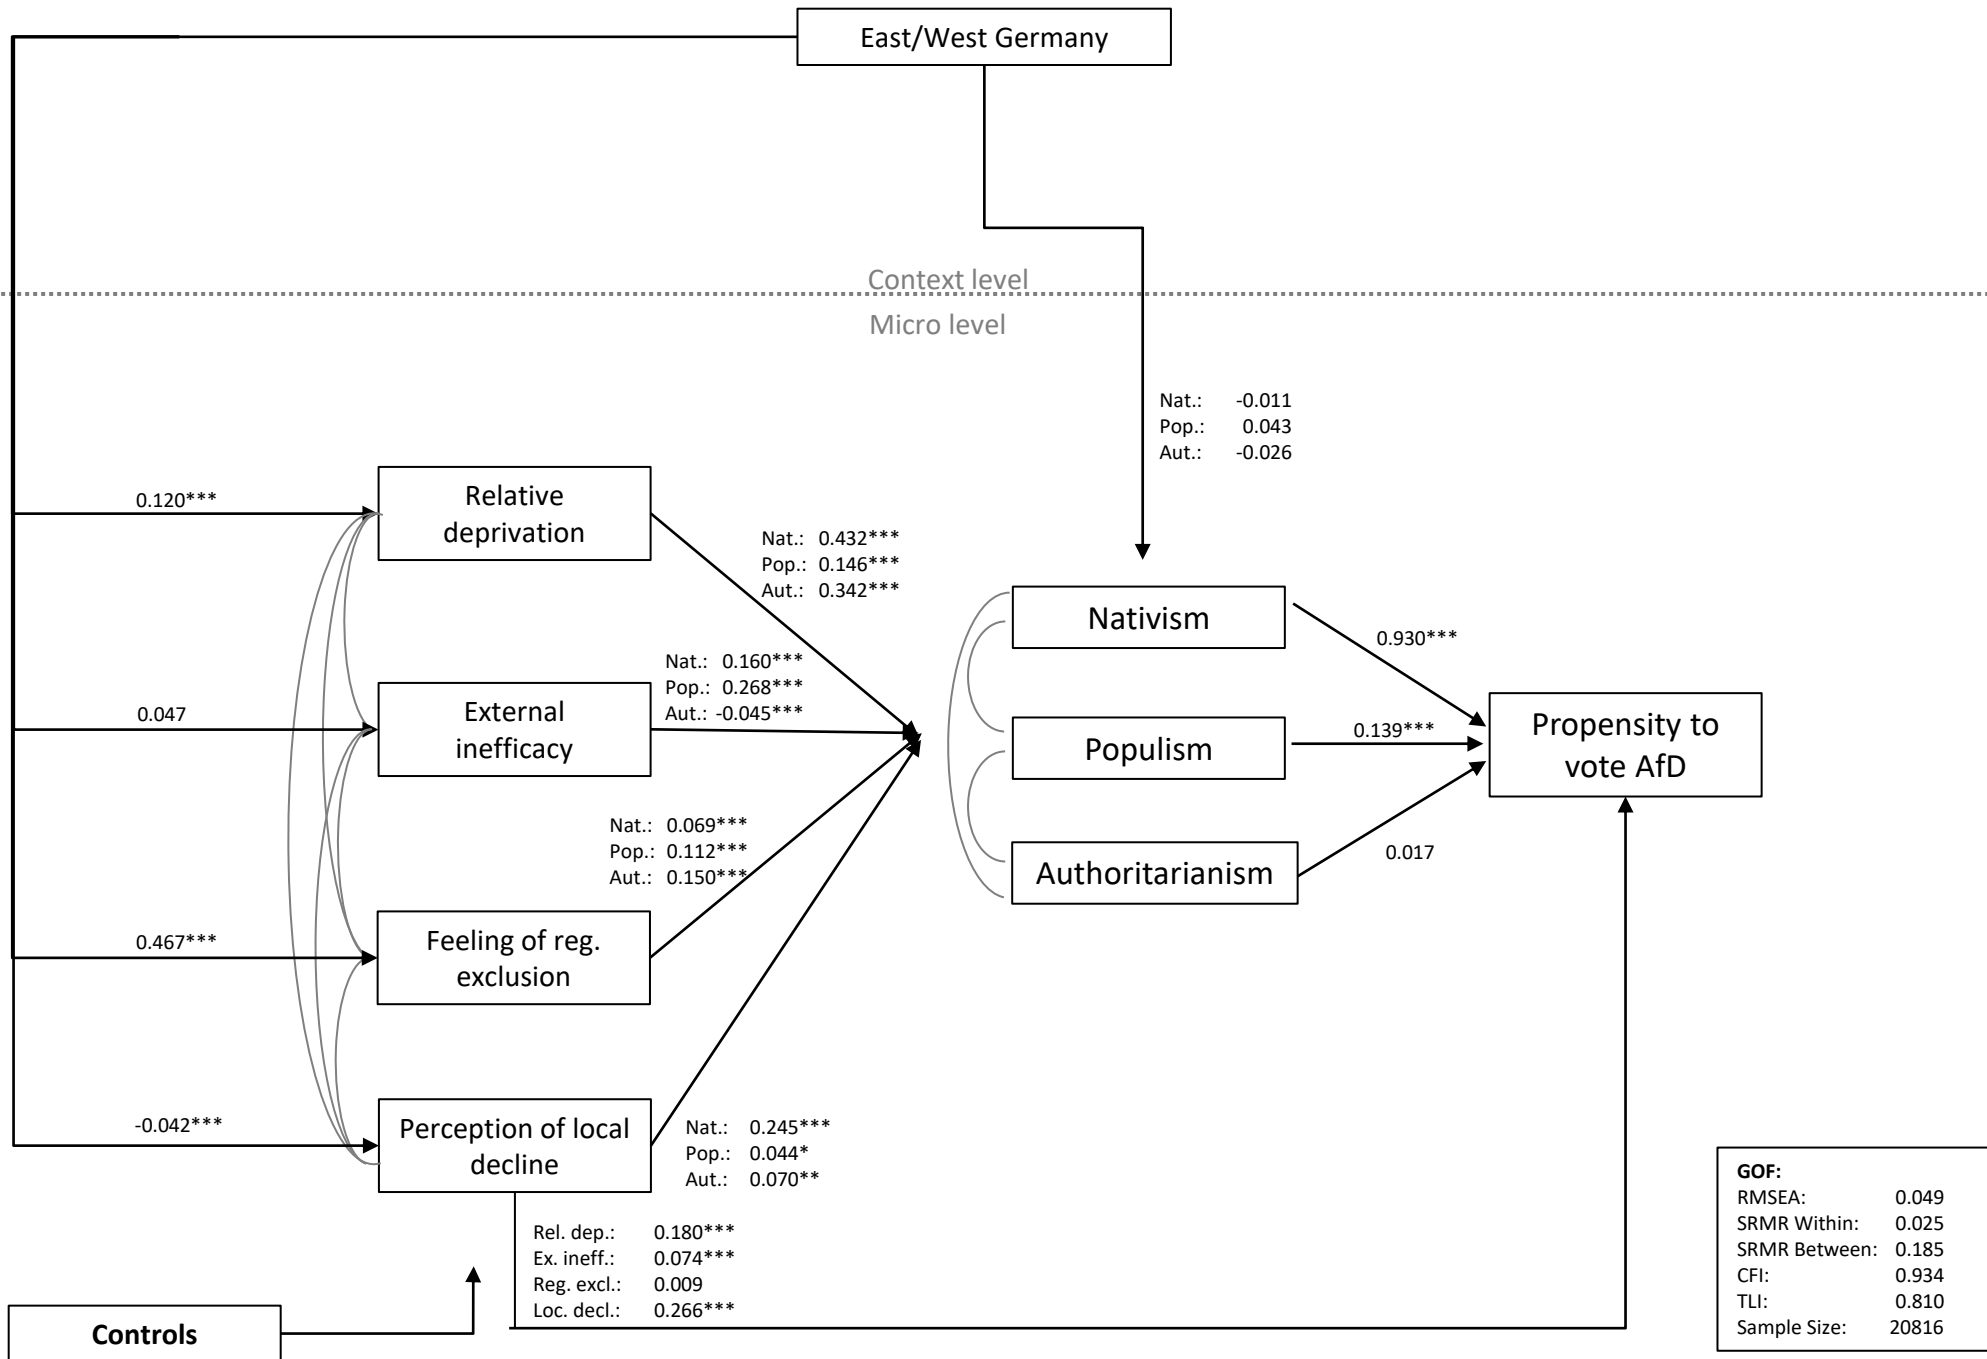 East/West Germany
Context level
Micro level
Nat.: -0.011
Pop.: 0.043
Aut.: -0.026
0.120***
Relative
deprivation
Nat.: 0.432***
Pop.: 0.146***
Aut.: 0.342***
Nativism
0.930***
0.047
External
inefficacy
Nat.: 0.160***
Pop.: 0.268***
Aut.: -0.045***
Populism
0.139***
Propensity to
vote AfD
Nat.: 0.069***
Pop.: 0.112***
Aut.: 0.150***
Authoritarianism
0.017
0.467***
Feeling of reg.
exclusion
-0.042***
Perception of local
decline
Nat.: 0.245***
Pop.: 0.044*
Aut.: 0.070**
Rel. dep.: 0.180***
Ex. ineff.: 0.074***
Reg. excl.: 0.009
Loc. decl.: 0.266***
Controls
GOF:
RMSEA: 0.049
SRMR Within: 0.025
SRMR Between: 0.185
CFI: 0.934
TLI: 0.810
Sample Size: 20816